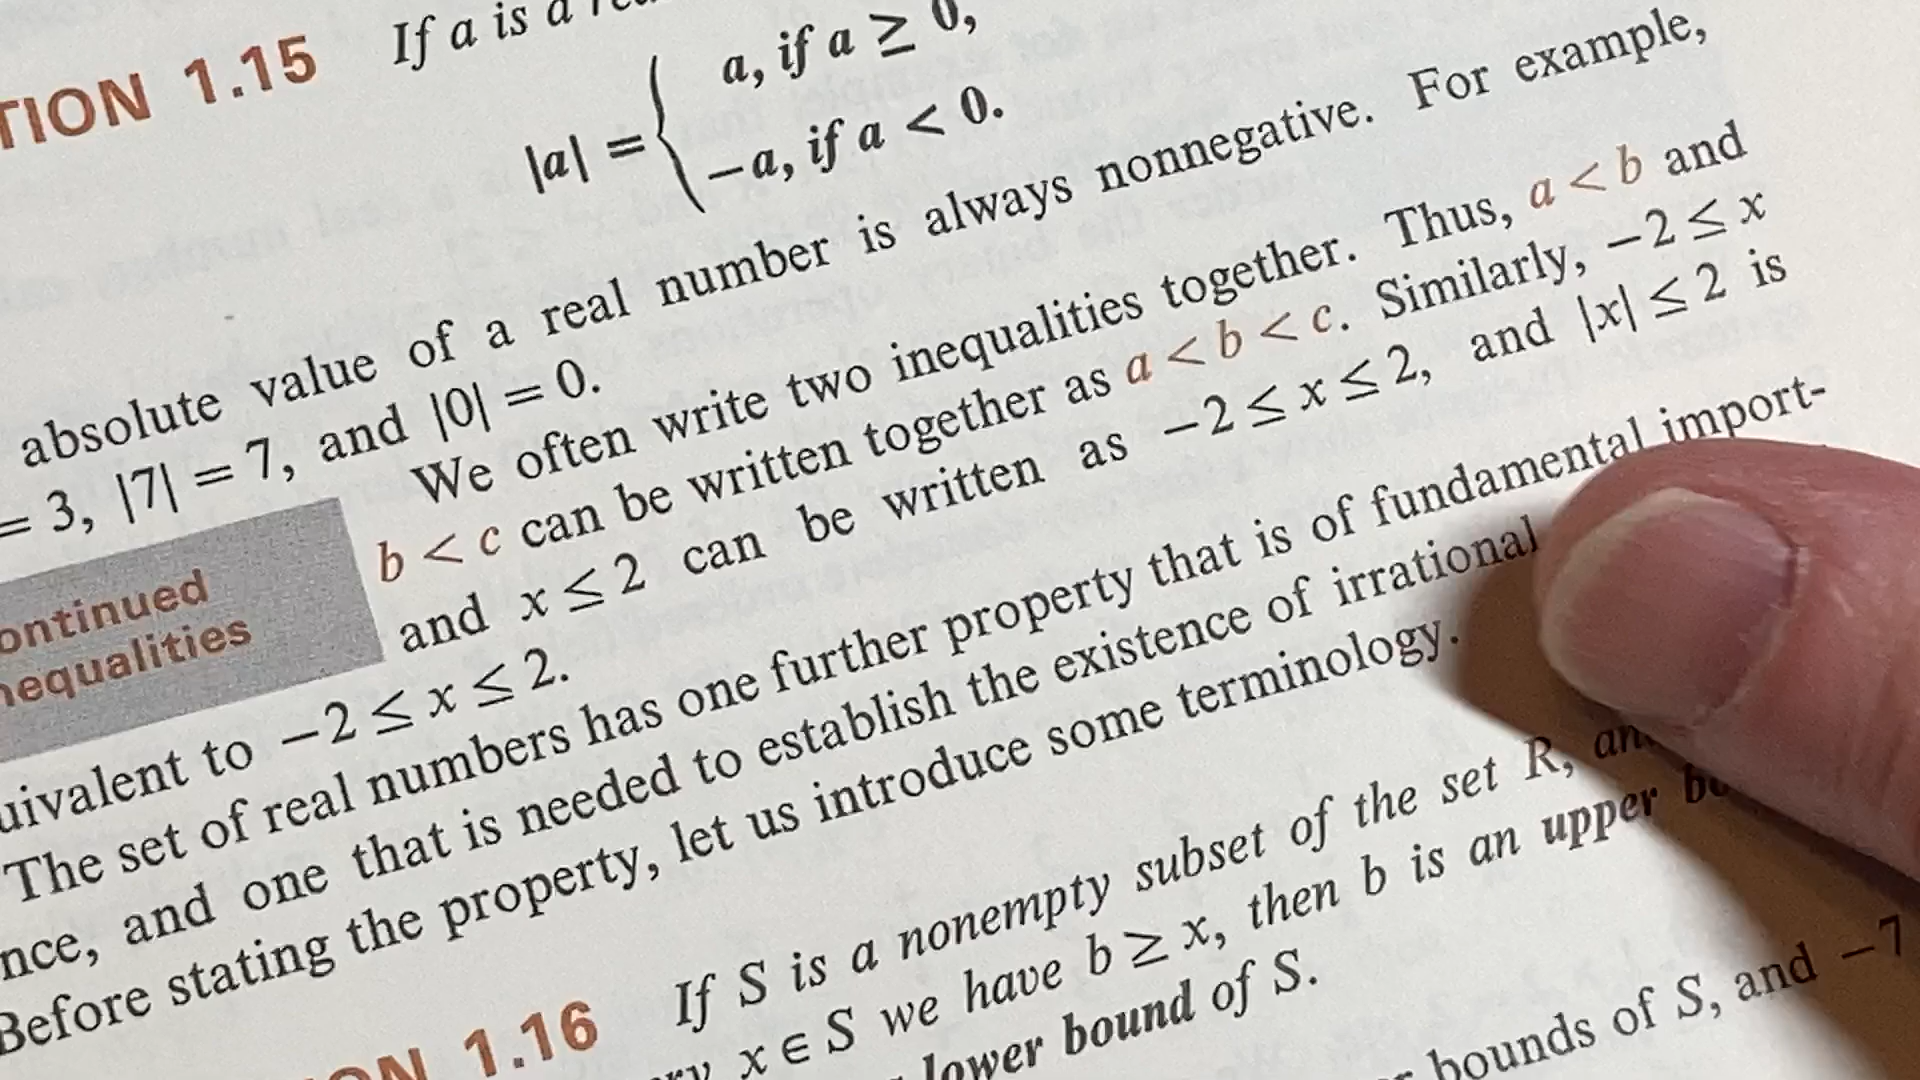 TION 1.15 If a is a
|a| = { a, if a ≥ 0,
−a, if a < 0.
absolute value of a real number is always nonnegative. For example,
= 3, |7| = 7, and |0| = 0.
We often write two inequalities together. Thus, a < b and
b < c can be written together as a < b < c. Similarly, −2 ≤ x
and x ≤ 2 can be written as −2 ≤ x ≤ 2, and |x| ≤ 2 is
ontinued
nequalities
uivalent to −2 ≤ x ≤ 2.
The set of real numbers has one further property that is of fundamental import-
nce, and one that is needed to establish the existence of irrational
Before stating the property, let us introduce some terminology.
ON 1.16 If S is a nonempty subset of the set R, an
x ∈ S we have b ≥ x, then b is an upper bo
lower bound of S.
bounds of S, and −7